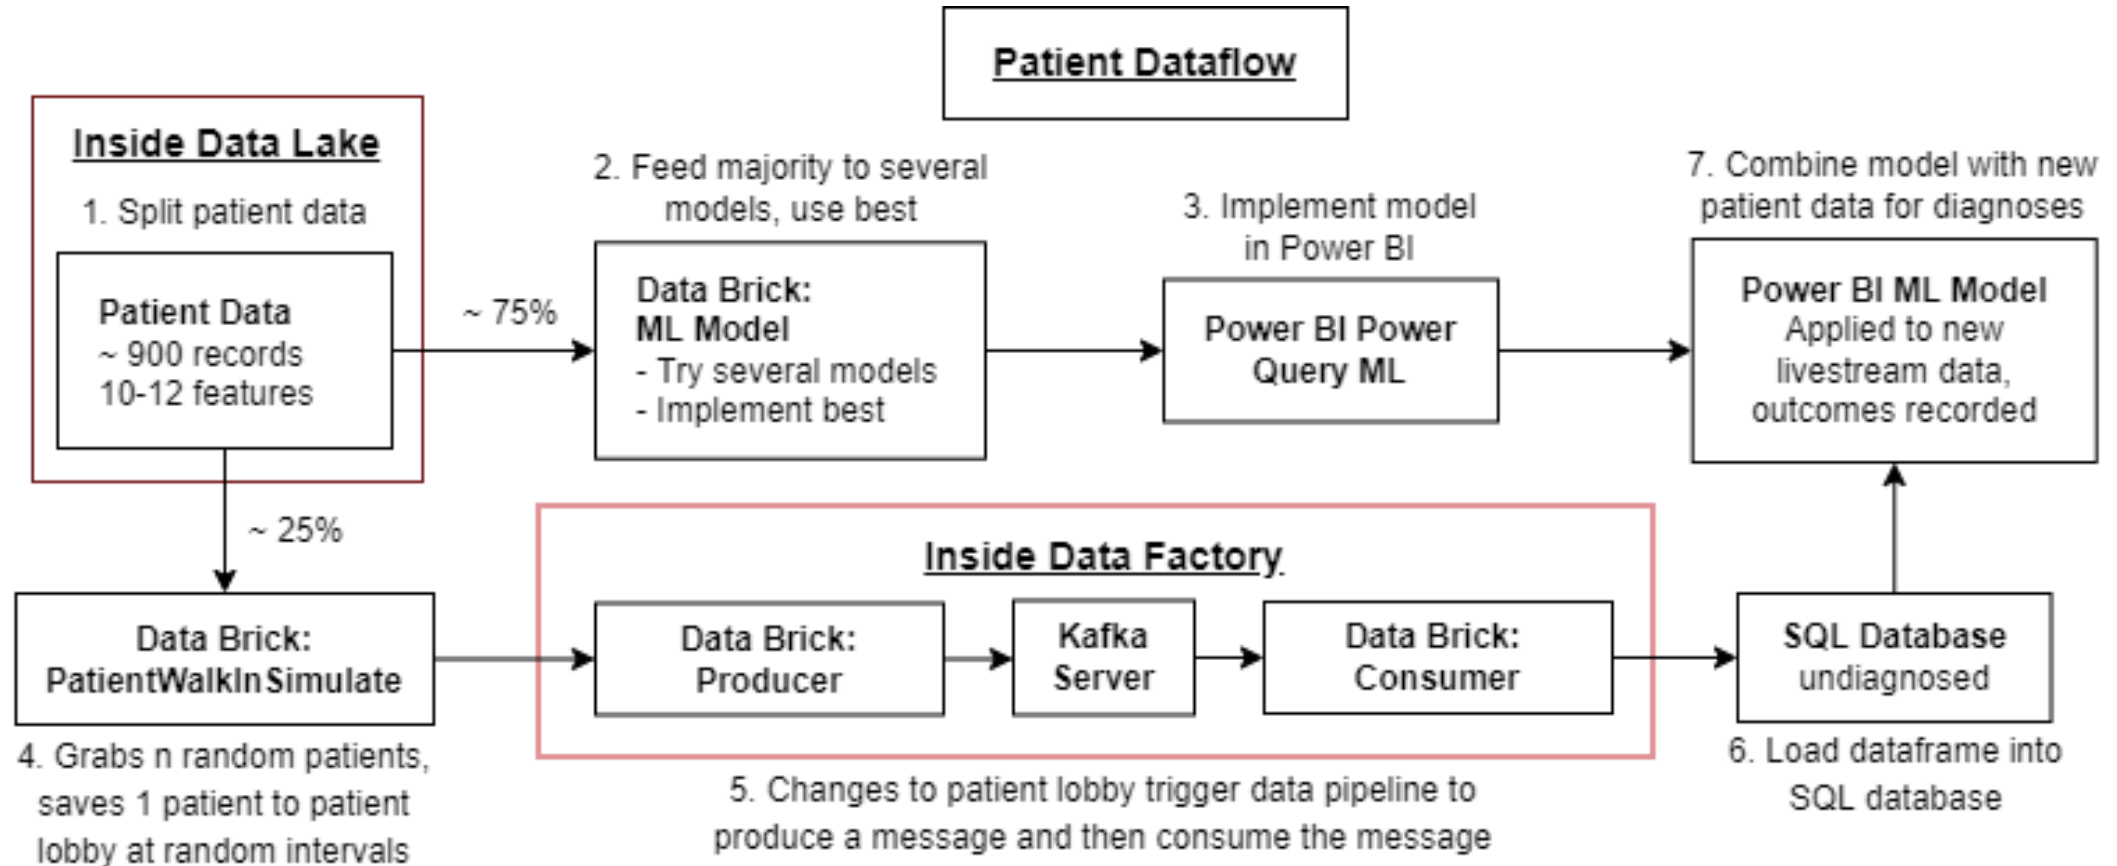 Patient Dataflow
Inside Data Lake
1. Split patient data
Patient Data
~ 900 records
10-12 features
~ 75%
~ 25%
2. Feed majority to several
models, use best
Data Brick:
ML Model
- Try several models
- Implement best
3. Implement model
in Power BI
Power BI Power
Query ML
7. Combine model with new
patient data for diagnoses
Power BI ML Model
Applied to new
livestream data,
outcomes recorded
Data Brick:
PatientWalkInSimulate
4. Grabs n random patients,
saves 1 patient to patient
lobby at random intervals
Inside Data Factory
Data Brick:
Producer
Kafka
Server
Data Brick:
Consumer
5. Changes to patient lobby trigger data pipeline to
produce a message and then consume the message
SQL Database
undiagnosed
6. Load dataframe into
SQL database